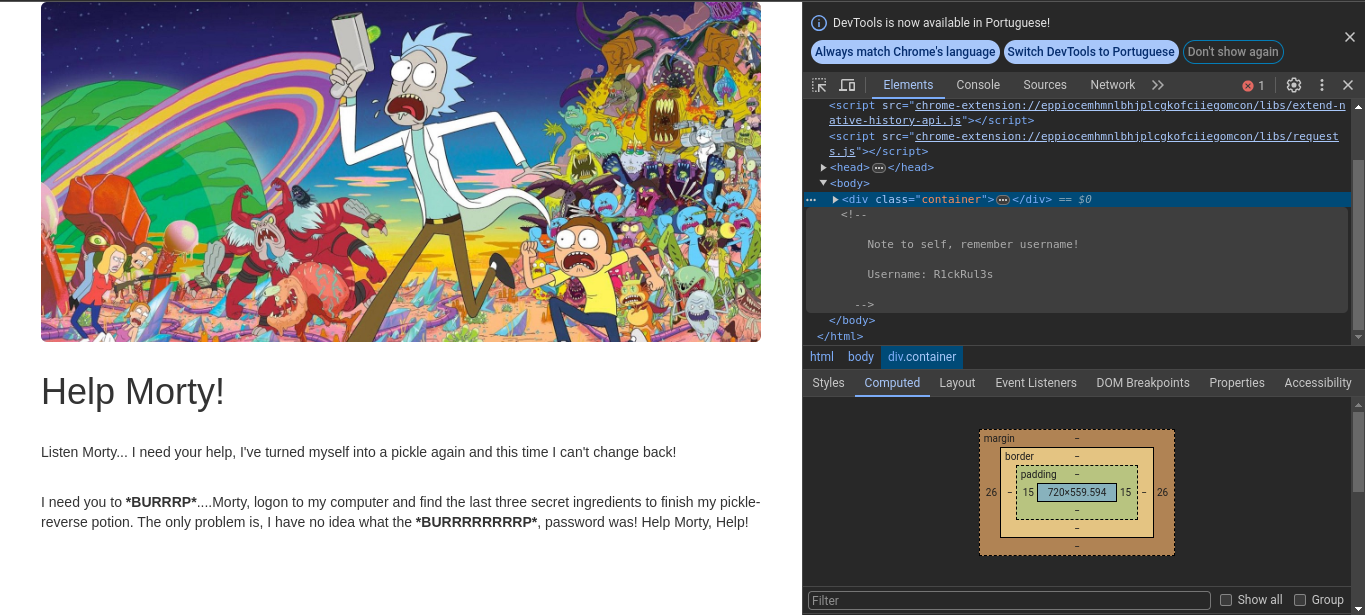 Help Morty!
Listen Morty... I need your help, I've turned myself into a pickle again and this time I can't change back!
I need you to *BURRRP*....Morty, logon to my computer and find the last three secret ingredients to finish my pickle-
reverse potion. The only problem is, I have no idea what the *BURRRRRRRRP*, password was! Help Morty, Help!
DevTools is now available in Portuguese!
Always match Chrome's language Switch DevTools to Portuguese Don't show again
Elements Console Sources Network 1
<script src="chrome-extension://eppiocemhmnlbhjplcgkofciiegomcon/libs/extend-n
ative-history-api.js"></script>
<script src="chrome-extension://eppiocemhmnlbhjplcgkofciiegomcon/libs/request
s.js"></script>
<head>…</head>
<body>
<div class="container">…</div> == $0
<!--
Note to self, remember username!
Username: R1ckRul3s
-->
</body>
</html>
html body div.container
Styles Computed Layout Event Listeners DOM Breakpoints Properties Accessibility
margin –
border –
padding –
26 – 15 720×559.594 15 – 26
–
–
–
Filter Show all Group